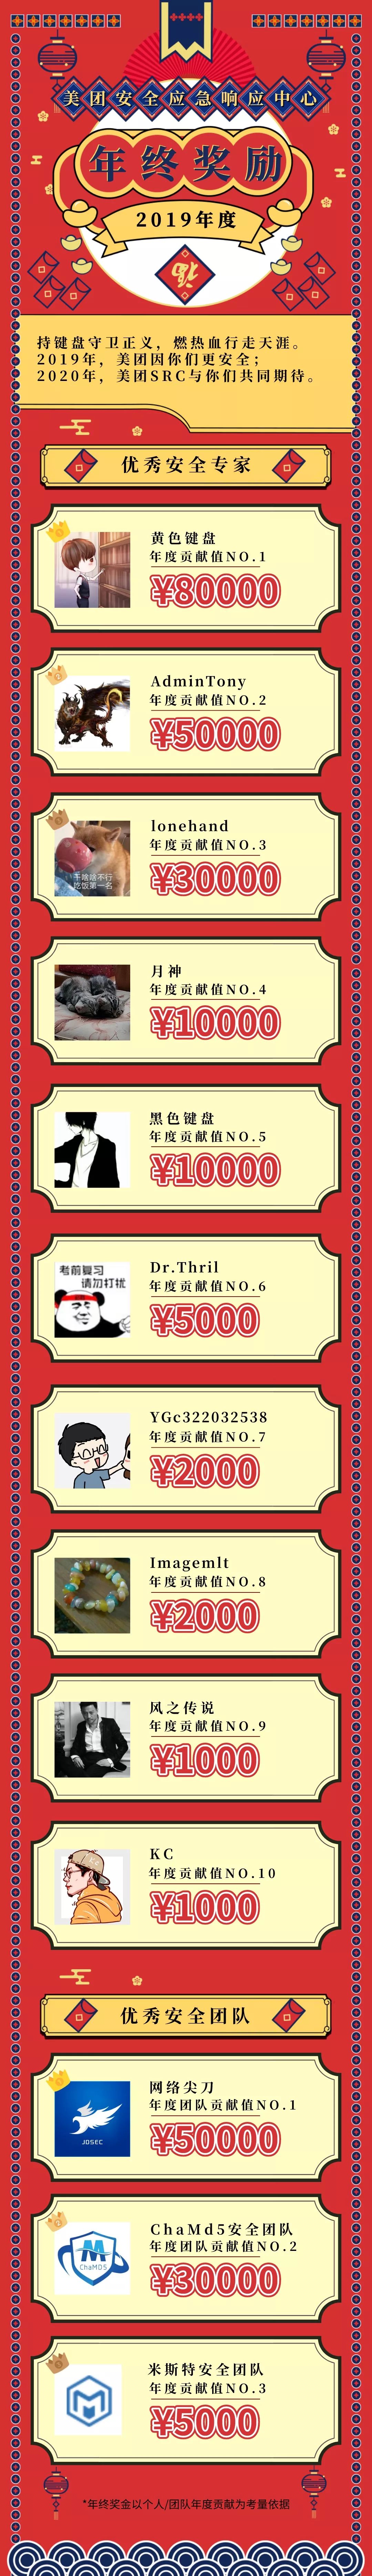 美团安全应急响应中心
年终奖励
2019年度
福
持键盘守卫正义，燃热血行走天涯。
2019年，美团因你们更安全；
2020年，美团SRC与你们共同期待。
优秀安全专家
黄色键盘
年度贡献值NO.1
¥80000
AdminTony
年度贡献值NO.2
¥50000
干啥啥不行
吃饭第一名
lonehand
年度贡献值NO.3
¥30000
月神
年度贡献值NO.4
¥10000
黑色键盘
年度贡献值NO.5
¥10000
考前复习
请勿打扰
Dr.Thril
年度贡献值NO.6
¥5000
YGc322032538
年度贡献值NO.7
¥2000
Imagemlt
年度贡献值NO.8
¥2000
风之传说
年度贡献值NO.9
¥1000
KC
年度贡献值NO.10
¥1000
优秀安全团队
JDSEC
网络尖刀
年度团队贡献值NO.1
¥50000
ChaMD5
ChaMd5安全团队
年度团队贡献值NO.2
¥30000
米斯特安全团队
年度贡献值NO.3
¥5000
*年终奖金以个人/团队年度贡献为考量依据